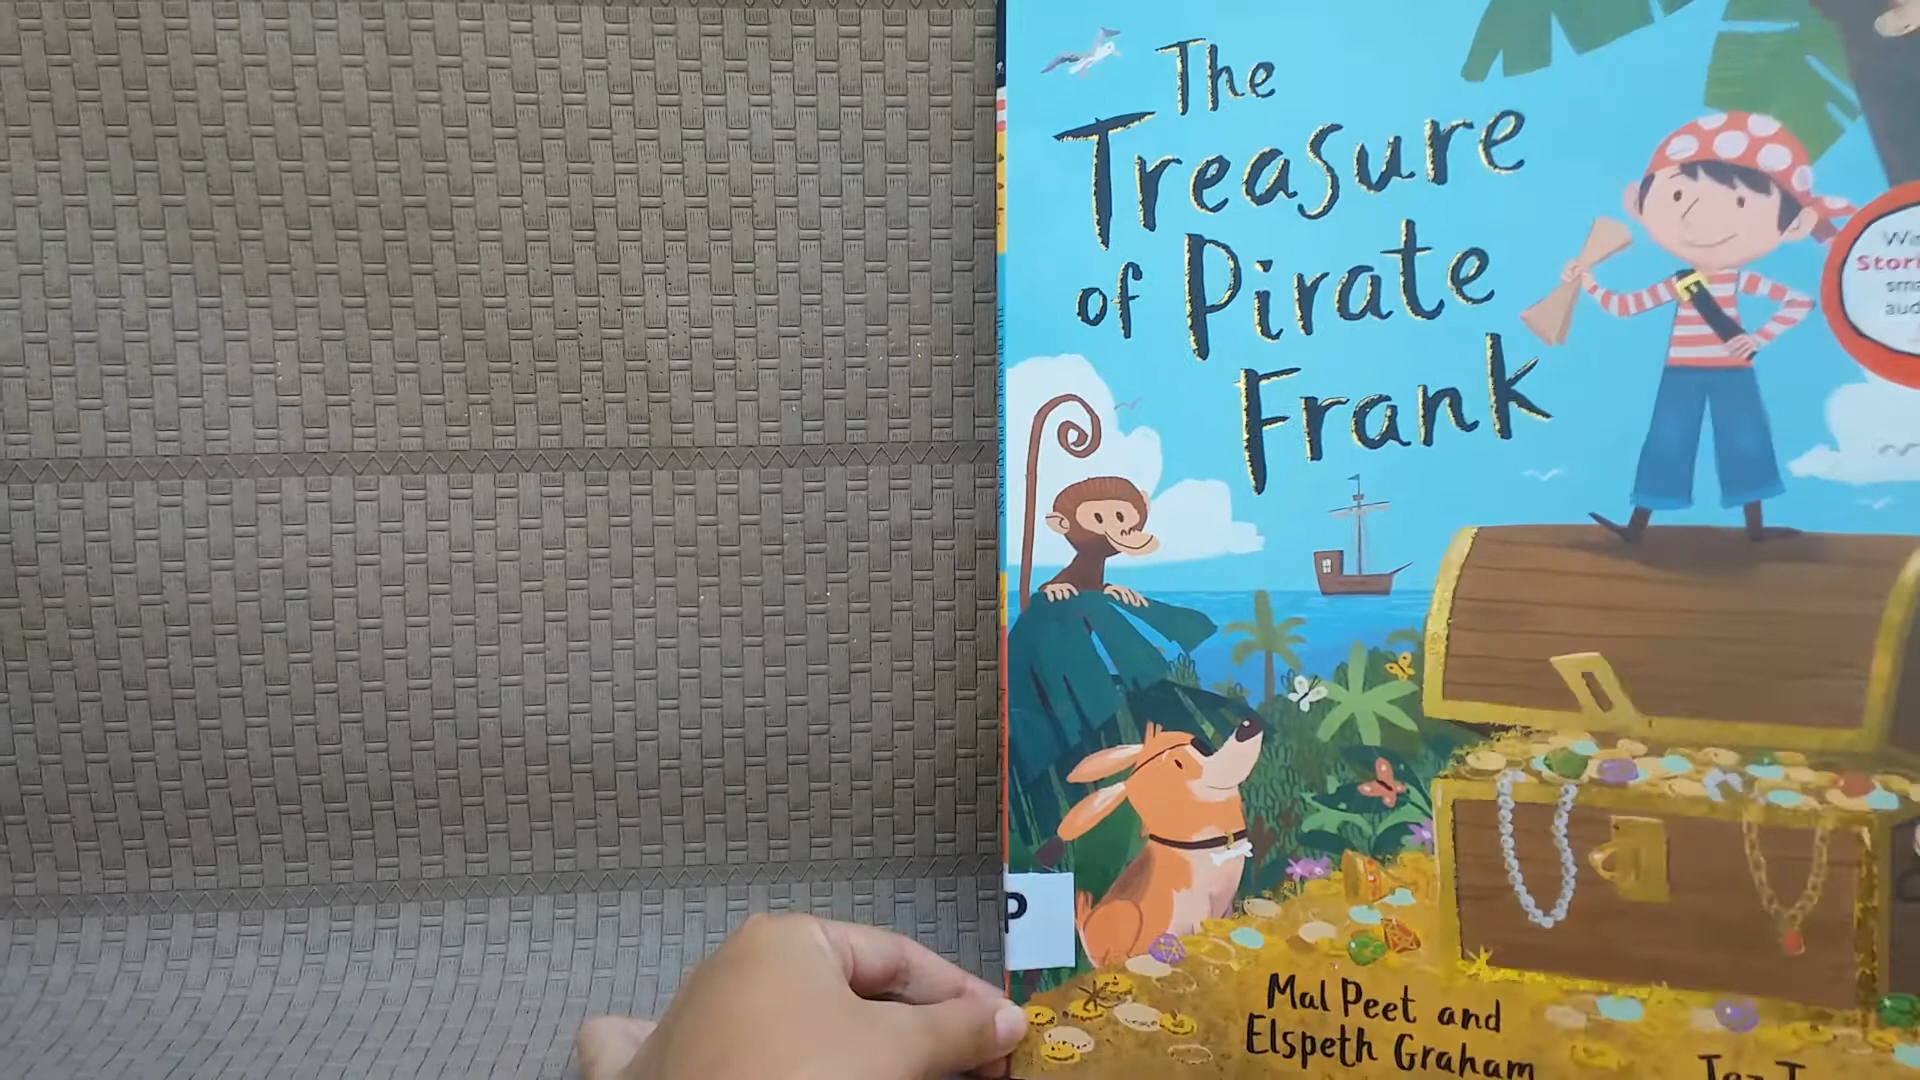 The
Treasure
of Pirate
Frank
P
Mal Peet and
Elspeth Graham